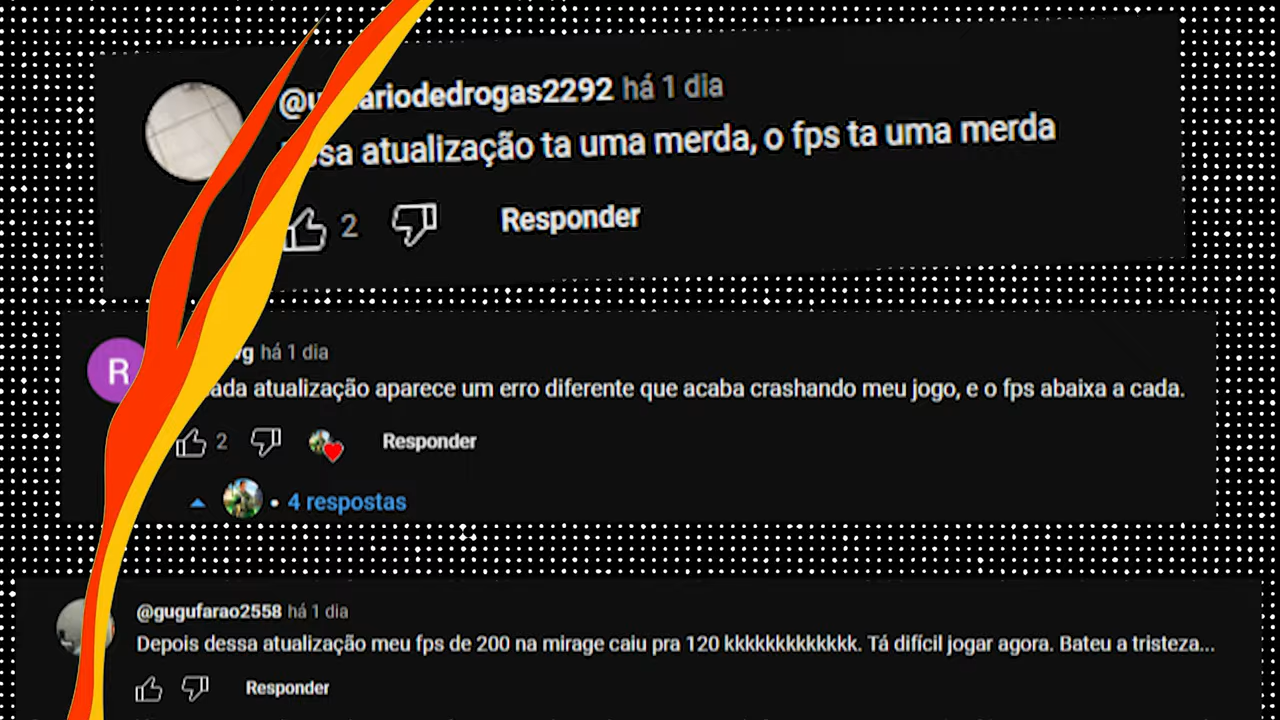 há 1 dia
atualização ta uma merda, o fps ta uma merda
2
Responder
R
há 1 dia
atualização aparece um erro diferente que acaba crashando meu jogo, e o fps abaixa a cada.
2
Responder
• 4 respostas
@gugufarao2558 há 1 dia
Depois dessa atualização meu fps de 200 na mirage caiu pra 120 kkkkkkkkkkkkk. Tá difícil jogar agora. Bateu a tristeza...
Responder